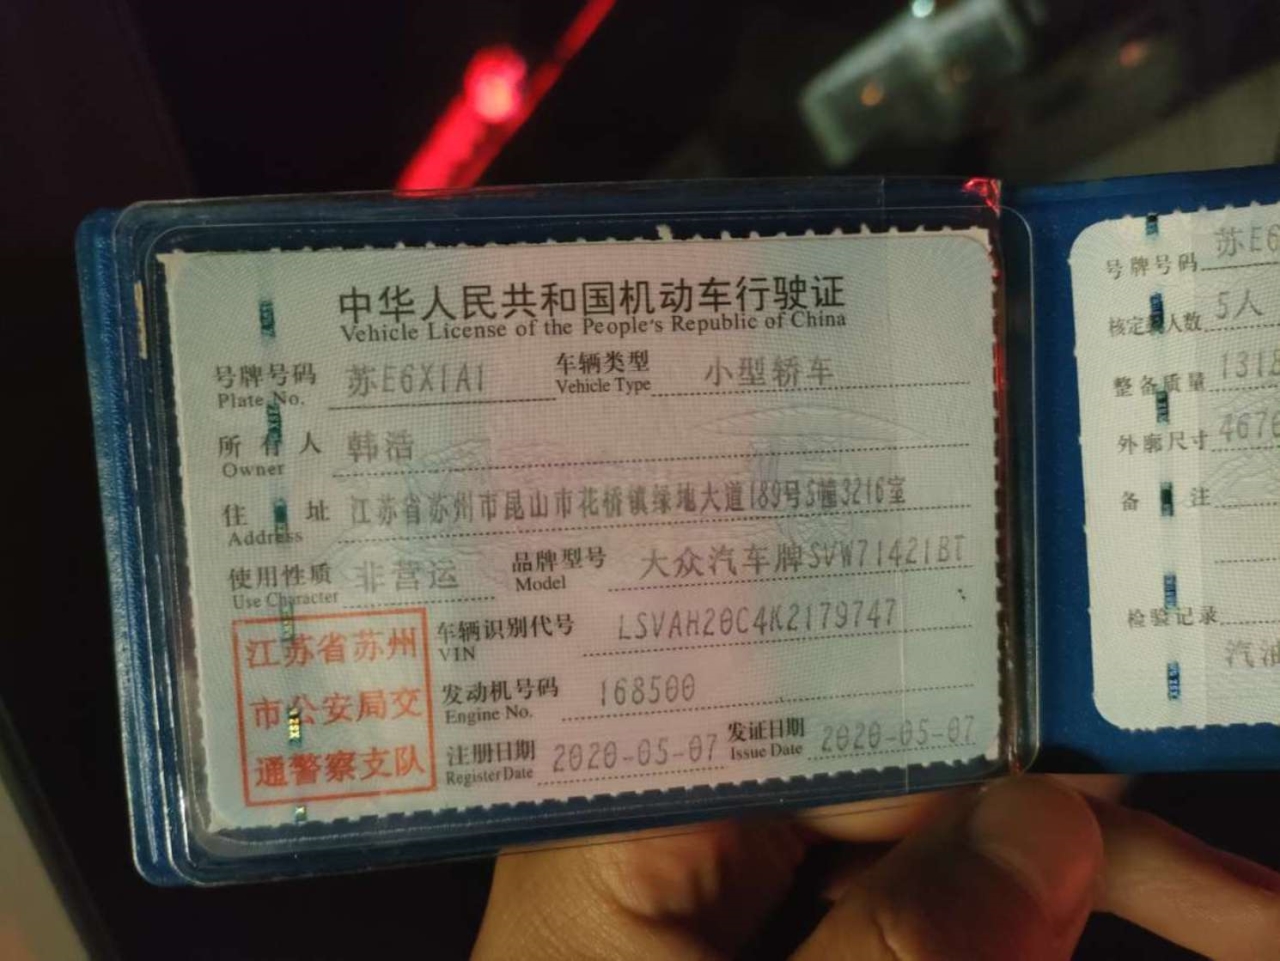 中华人民共和国机动车行驶证
Vehicle License of the People's Republic of China
号牌号码 苏E6X1A1 车辆类型 小型轿车
Plate No. Vehicle Type
所有人 韩浩
Owner
住址 江苏省苏州市昆山市花桥镇绿地大道189号5幢3216室
Address
使用性质 非营运 品牌型号 大众汽车牌SVW71421BT
Use Character Model
车辆识别代号 LSVAH20C4K2179747
VIN
发动机号码 168500
Engine No.
注册日期 2020-05-07 发证日期 2020-05-07
Register Date Issue Date
江苏省苏州
市公安局交
通警察支队
号牌号码 苏E6
核定载人数 5人
整备质量 131
外廓尺寸 467
备注
检验记录
汽油